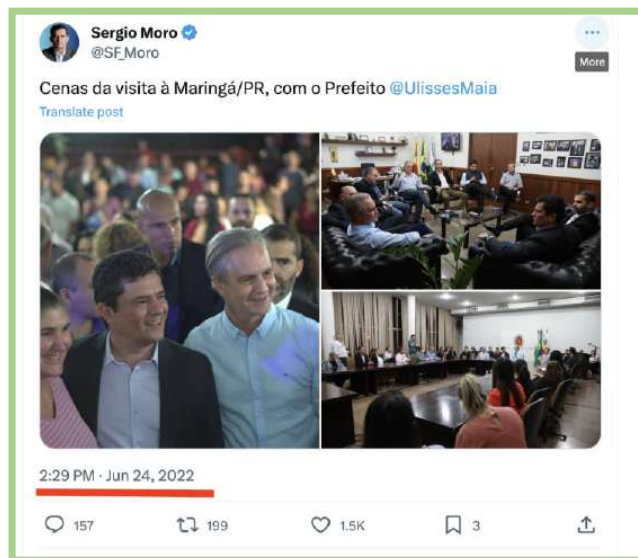 Sergio Moro
@SF_Moro
More
Cenas da visita à Maringá/PR, com o Prefeito @UlissesMaia
Translate post
2:29 PM · Jun 24, 2022
157 199 1.5K 3